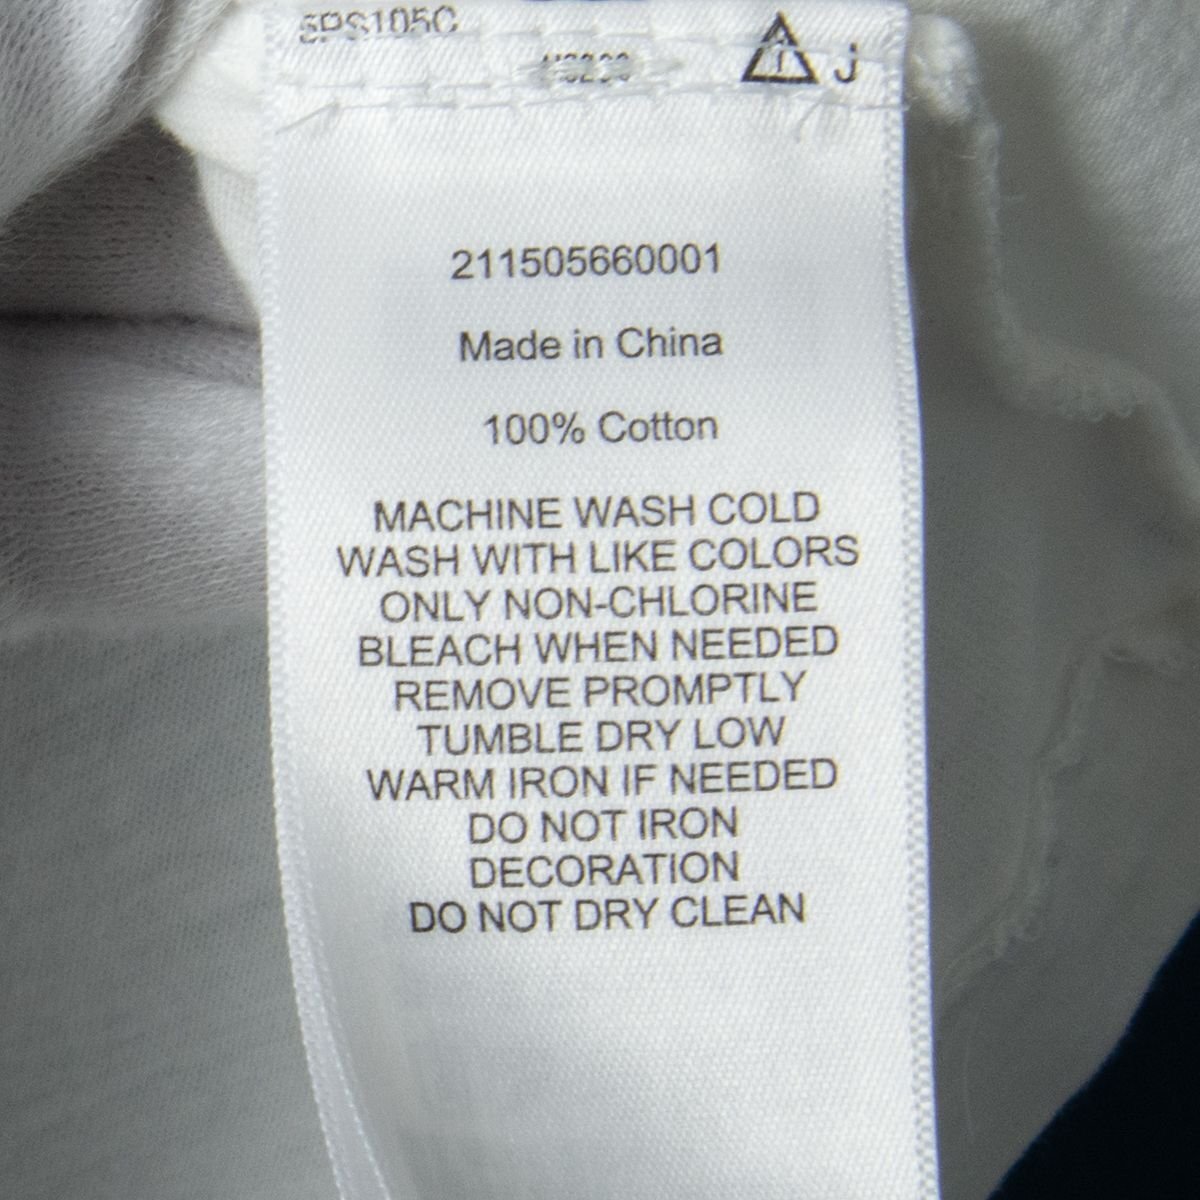 J
211505660001
Made in China
100% Cotton
MACHINE WASH COLD
WASH WITH LIKE COLORS
ONLY NON-CHLORINE
BLEACH WHEN NEEDED
REMOVE PROMPTLY
TUMBLE DRY LOW
WARM IRON IF NEEDED
DO NOT IRON
DECORATION
DO NOT DRY CLEAN